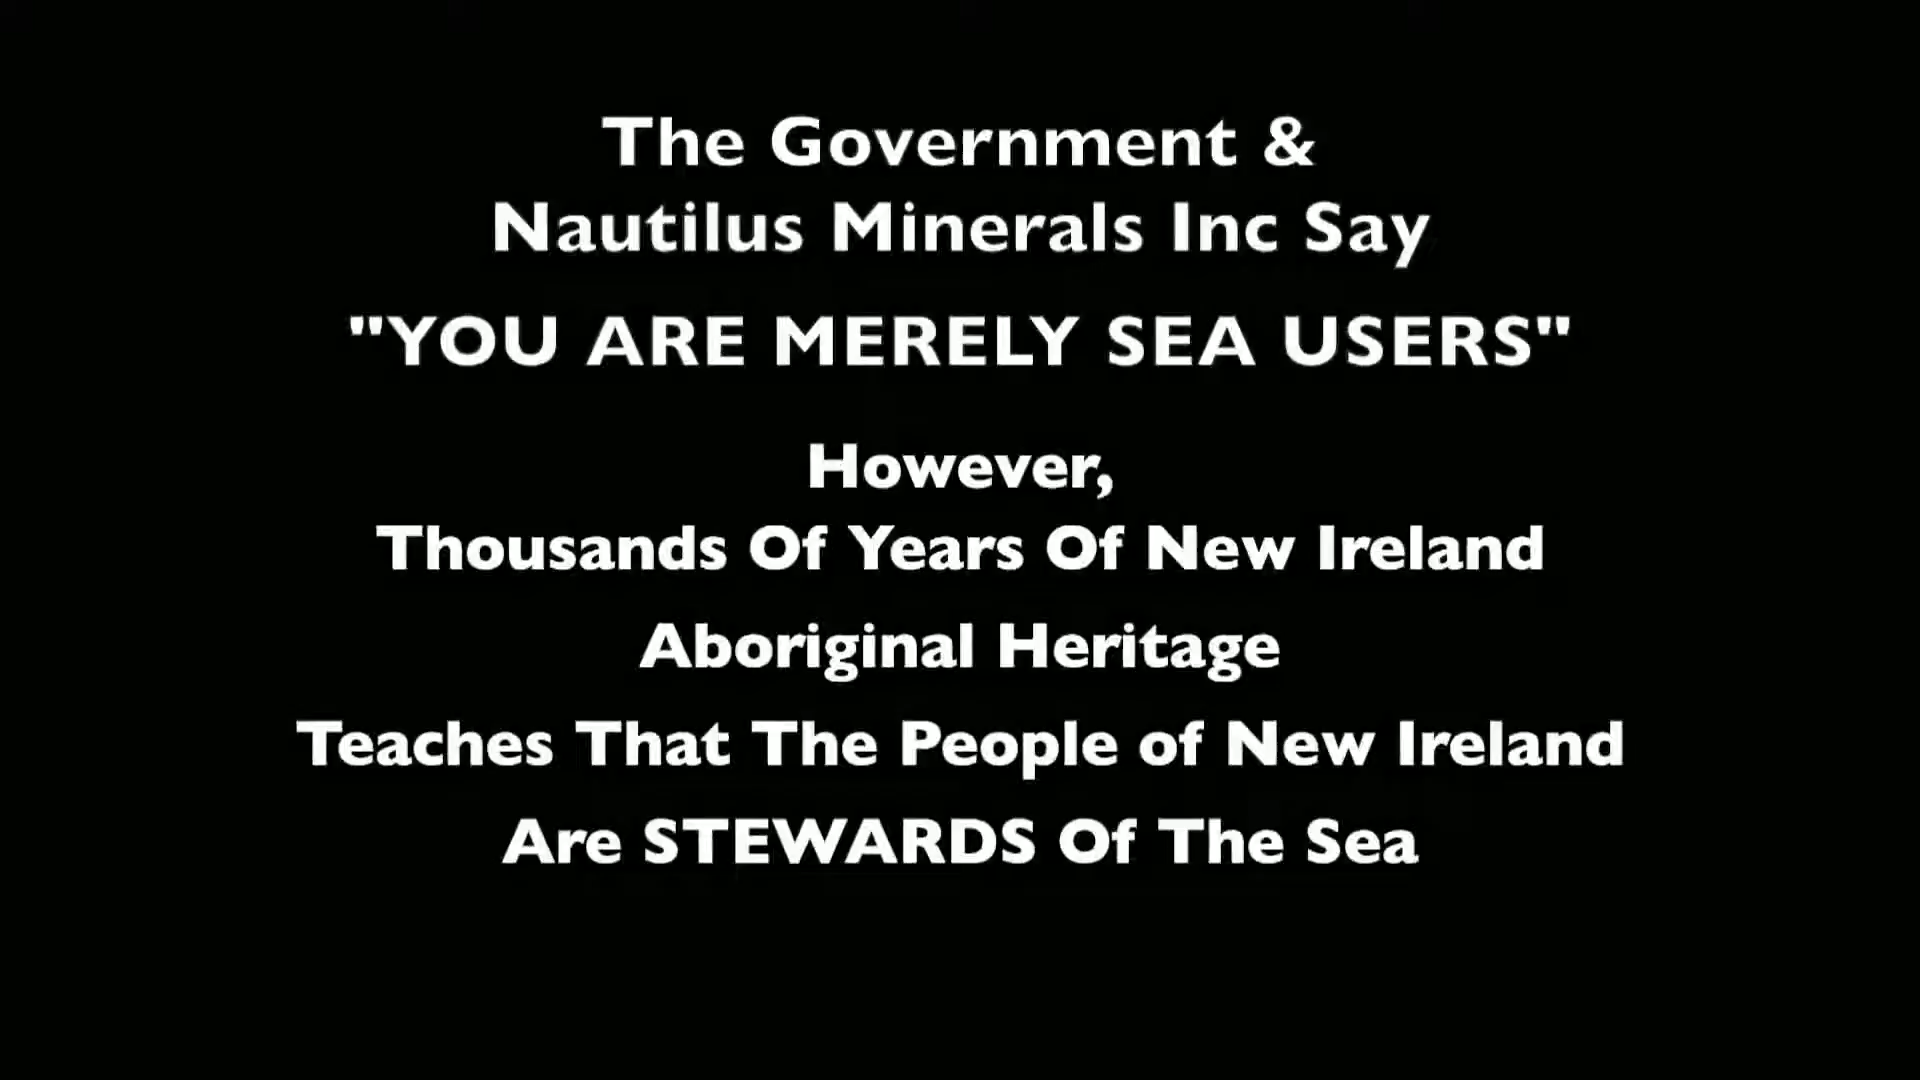 The Government &
Nautilus Minerals Inc Say
"YOU ARE MERELY SEA USERS"
However,
Thousands Of Years Of New Ireland
Aboriginal Heritage
Teaches That The People of New Ireland
Are STEWARDS Of The Sea